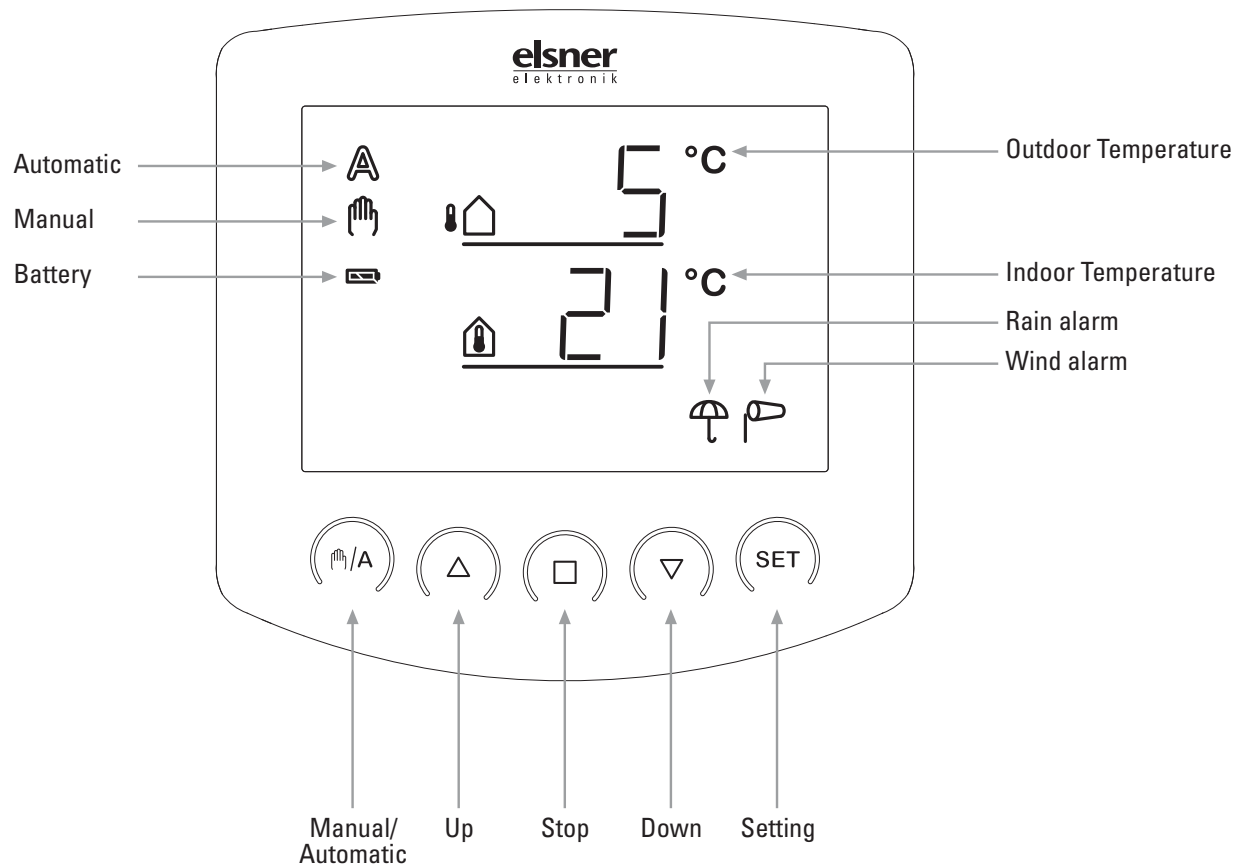 elsner
elektronik
Automatic
Manual
Battery
A
5 °C
21 °C
Outdoor Temperature
Indoor Temperature
Rain alarm
Wind alarm
/A
SET
Manual/
Automatic
Up
Stop
Down
Setting